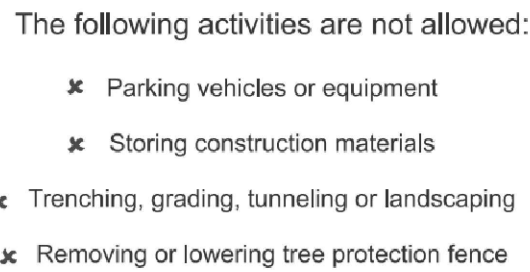 The following activities are not allowed:
✖ Parking vehicles or equipment
✖ Storing construction materials
✖ Trenching, grading, tunneling or landscaping
✖ Removing or lowering tree protection fence